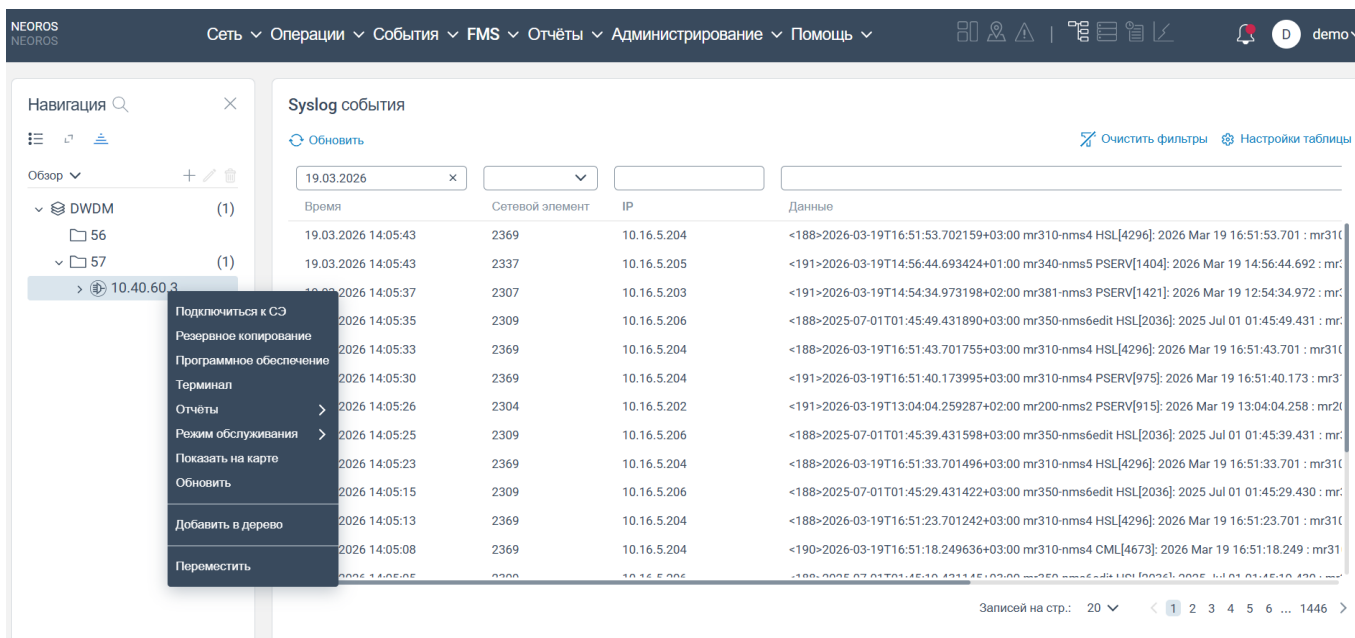 NEOROS
NEOROS
Сеть Операции События FMS Отчёты Администрирование Помощь
D demo
Навигация
Обзор
DWDM (1)
56
57 (1)
10.40.60.3
Подключиться к СЭ
Резервное копирование
Программное обеспечение
Терминал
Отчёты
Режим обслуживания
Показать на карте
Обновить
Добавить в дерево
Переместить
Syslog события
Обновить
Очистить фильтры Настройки таблицы
19.03.2026
Время Сетевой элемент IP Данные
19.03.2026 14:05:43 2369 10.16.5.204 <188>2026-03-19T16:51:53.702159+03:00 mr310-nms4 HSL[4296]: 2026 Mar 19 16:51:53.701 : mr310
19.03.2026 14:05:43 2337 10.16.5.205 <191>2026-03-19T14:56:44.693424+01:00 mr340-nms5 PSERV[1404]: 2026 Mar 19 14:56:44.692 :
2026 14:05:37 2307 10.16.5.203 <191>2026-03-19T14:54:34.973198+02:00 mr381-nms3 PSERV[1421]: 2026 Mar 19 12:54:34.972 :
2026 14:05:35 2309 10.16.5.206 <188>2025-07-01T01:45:49.431890+03:00 mr350-nms6edit HSL[2036]: 2025 Jul 01 01:45:49.431 :
2026 14:05:33 2369 10.16.5.204 <188>2026-03-19T16:51:43.701755+03:00 mr310-nms4 HSL[4296]: 2026 Mar 19 16:51:43.701 : mr310
2026 14:05:30 2369 10.16.5.204 <191>2026-03-19T16:51:40.173995+03:00 mr310-nms4 PSERV[975]: 2026 Mar 19 16:51:40.173 :
2026 14:05:26 2304 10.16.5.202 <191>2026-03-19T13:04:04.259287+02:00 mr200-nms2 PSERV[915]: 2026 Mar 19 13:04:04.258 : mr20
2026 14:05:25 2309 10.16.5.206 <188>2025-07-01T01:45:39.431598+03:00 mr350-nms6edit HSL[2036]: 2025 Jul 01 01:45:39.431 :
2026 14:05:23 2369 10.16.5.204 <188>2026-03-19T16:51:33.701496+03:00 mr310-nms4 HSL[4296]: 2026 Mar 19 16:51:33.701 : mr310
2026 14:05:15 2309 10.16.5.206 <188>2025-07-01T01:45:29.431422+03:00 mr350-nms6edit HSL[2036]: 2025 Jul 01 01:45:29.430 :
2026 14:05:13 2369 10.16.5.204 <188>2026-03-19T16:51:23.701242+03:00 mr310-nms4 HSL[4296]: 2026 Mar 19 16:51:23.701 : mr310
2026 14:05:08 2369 10.16.5.204 <190>2026-03-19T16:51:18.249636+03:00 mr310-nms4 CML[4673]: 2026 Mar 19 16:51:18.249 : mr31
Записей на стр.: 20 1 2 3 4 5 6 ... 1446